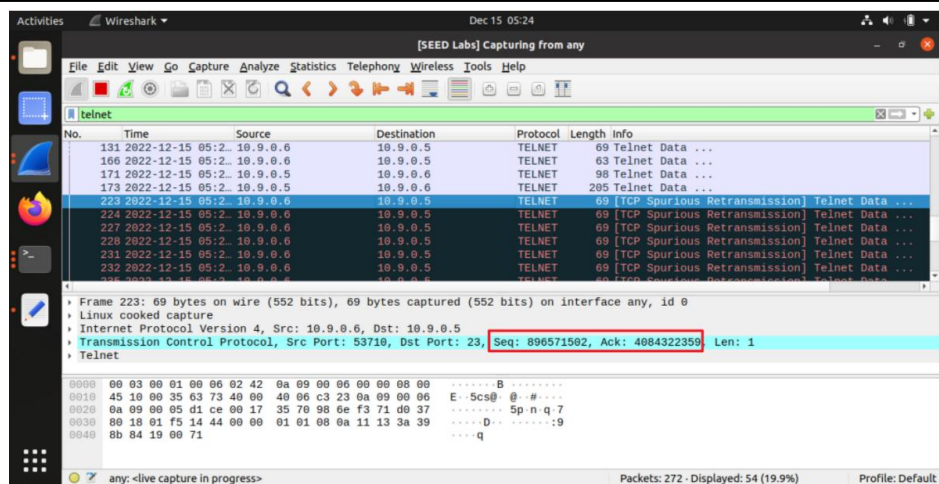 Activities Wireshark Dec 15 05:24
[SEED Labs] Capturing from any
File Edit View Go Capture Analyze Statistics Telephony Wireless Tools Help
telnet
No. Time Source Destination Protocol Length Info
131 2022-12-15 05:2… 10.9.0.6 10.9.0.5 TELNET 69 Telnet Data ...
166 2022-12-15 05:2… 10.9.0.6 10.9.0.5 TELNET 63 Telnet Data ...
171 2022-12-15 05:2… 10.9.0.5 10.9.0.6 TELNET 98 Telnet Data ...
173 2022-12-15 05:2… 10.9.0.5 10.9.0.6 TELNET 205 Telnet Data ...
223 2022-12-15 05:2… 10.9.0.6 10.9.0.5 TELNET 69 [TCP Spurious Retransmission] Telnet Data ...
224 2022-12-15 05:2… 10.9.0.6 10.9.0.5 TELNET 69 [TCP Spurious Retransmission] Telnet Data ...
227 2022-12-15 05:2… 10.9.0.6 10.9.0.5 TELNET 69 [TCP Spurious Retransmission] Telnet Data ...
228 2022-12-15 05:2… 10.9.0.6 10.9.0.5 TELNET 69 [TCP Spurious Retransmission] Telnet Data ...
231 2022-12-15 05:2… 10.9.0.6 10.9.0.5 TELNET 69 [TCP Spurious Retransmission] Telnet Data ...
232 2022-12-15 05:2… 10.9.0.6 10.9.0.5 TELNET 69 [TCP Spurious Retransmission] Telnet Data ...
Frame 223: 69 bytes on wire (552 bits), 69 bytes captured (552 bits) on interface any, id 0
Linux cooked capture
Internet Protocol Version 4, Src: 10.9.0.6, Dst: 10.9.0.5
Transmission Control Protocol, Src Port: 53710, Dst Port: 23, Seq: 896571502, Ack: 4084322359, Len: 1
Telnet
0000 00 03 00 01 00 06 02 42 0a 09 00 06 00 00 08 00 ·······B ········
0010 45 10 00 35 63 73 40 00 40 06 c3 23 0a 09 00 06 E··5cs@· @··#····
0020 0a 09 00 05 d1 ce 00 17 35 70 98 6e f3 71 d0 37 ········ 5p·n·q·7
0030 80 18 01 f5 14 44 00 00 01 01 08 0a 11 13 3a 39 ·····D·· ······:9
0040 8b 84 19 00 71 ····q
any: <live capture in progress> Packets: 272 · Displayed: 54 (19.9%) Profile: Default